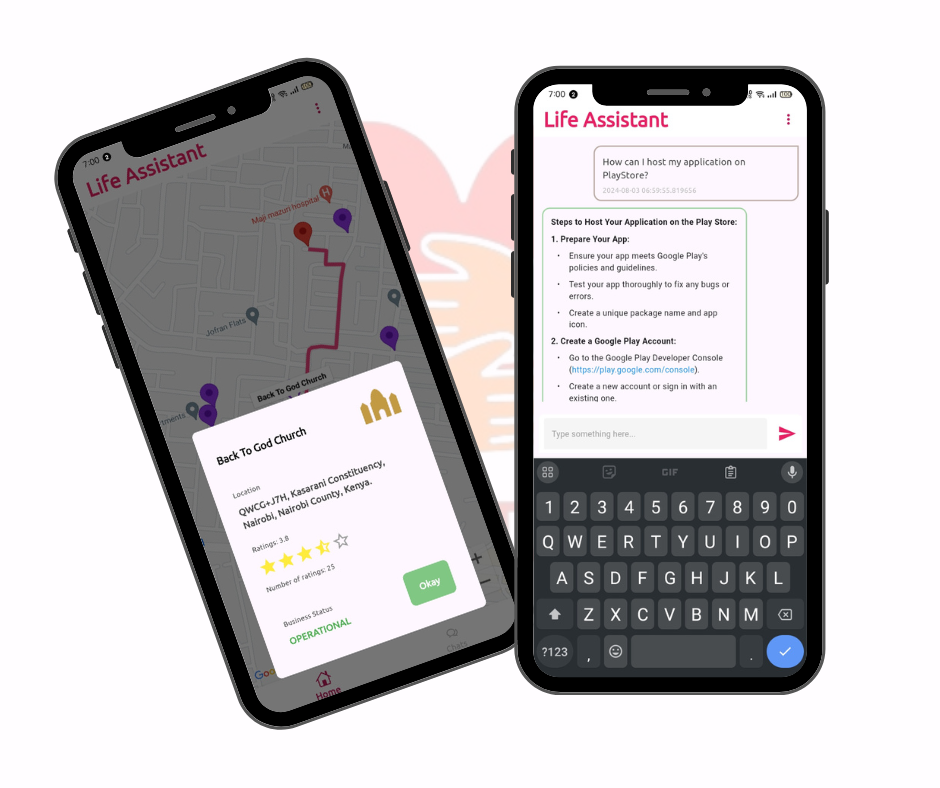 7:00 2
Life Assistant
Maji mazuri hospital
H
Jofran Flats
Back To God Church
Back To God Church
Location
QWCG+J7H, Kasarani Constituency,
Nairobi, Nairobi County, Kenya.
Ratings: 3.8
Number of ratings: 25
Okay
Business Status
OPERATIONAL
Home
7:00 2
Life Assistant
How can I host my application on
PlayStore?
2024-08-03 06:59:55.819656
Steps to Host Your Application on the Play Store:
1. Prepare Your App:
• Ensure your app meets Google Play's
policies and guidelines.
• Test your app thoroughly to fix any bugs or
errors.
• Create a unique package name and app
icon.
2. Create a Google Play Account:
• Go to the Google Play Developer Console
(https://play.google.com/console).
• Create a new account or sign in with an
existing one.
Type something here...
GIF
1 2 3 4 5 6 7 8 9 0
Q W E R T Y U I O P
A S D F G H J K L
Z X C V B N M
?123 , .